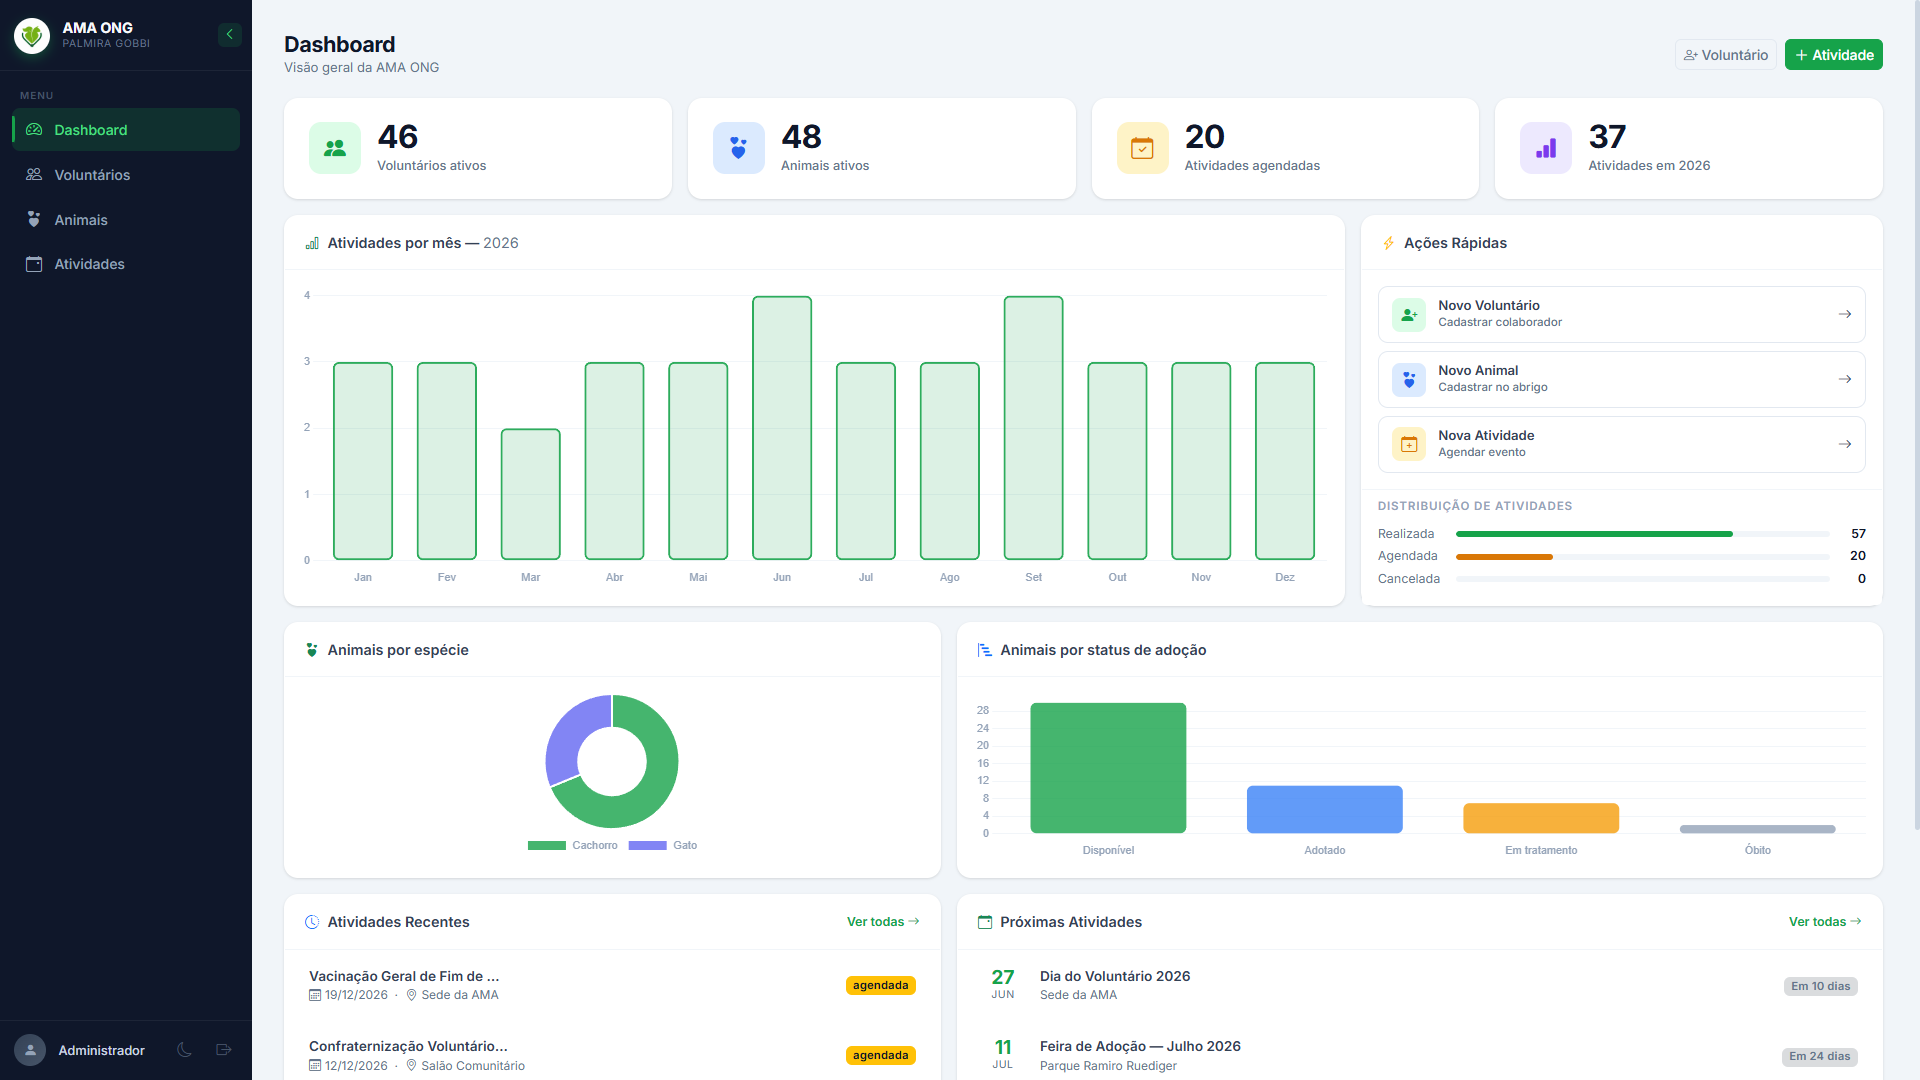 AMA ONG
PALMIRA GOBBI
MENU
Dashboard
Voluntários
Animais
Atividades
Administrador
Dashboard
Visão geral da AMA ONG
Voluntário
Atividade
46
Voluntários ativos
48
Animais ativos
20
Atividades agendadas
37
Atividades em 2026
Atividades por mês — 2026
4
3
2
1
0
Jan Fev Mar Abr Mai Jun Jul Ago Set Out Nov Dez
Ações Rápidas
Novo Voluntário
Cadastrar colaborador
Novo Animal
Cadastrar no abrigo
Nova Atividade
Agendar evento
DISTRIBUIÇÃO DE ATIVIDADES
Realizada 57
Agendada 20
Cancelada 0
Animais por espécie
Cachorro Gato
Animais por status de adoção
28
24
20
16
12
8
4
0
Disponível Adotado Em tratamento Óbito
Atividades Recentes
Ver todas
Vacinação Geral de Fim de ...
19/12/2026 · Sede da AMA
agendada
Confraternização Voluntário...
12/12/2026 · Salão Comunitário
agendada
Próximas Atividades
Ver todas
27
JUN
Dia do Voluntário 2026
Sede da AMA
Em 10 dias
11
JUL
Feira de Adoção — Julho 2026
Parque Ramiro Ruediger
Em 24 dias